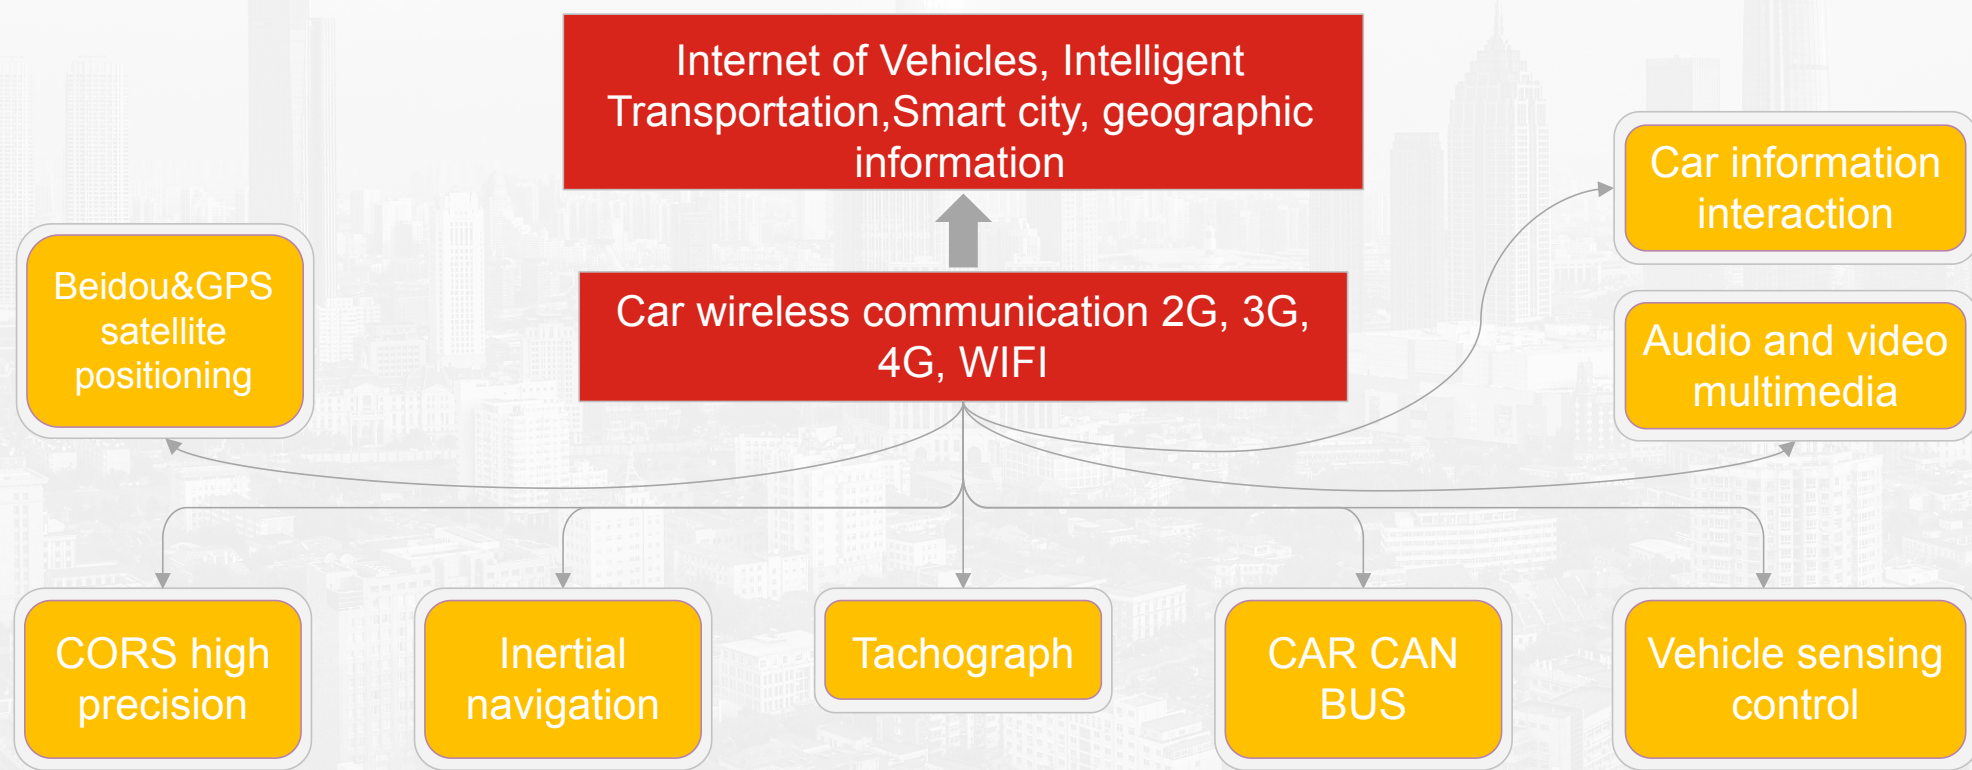 Internet of Vehicles, Intelligent
Transportation,Smart city, geographic
information
Car information
interaction
Beidou&GPS
satellite
positioning
Car wireless communication 2G, 3G,
4G, WIFI
Audio and video
multimedia
CORS high
precision
Inertial
navigation
Tachograph
CAR CAN
BUS
Vehicle sensing
control